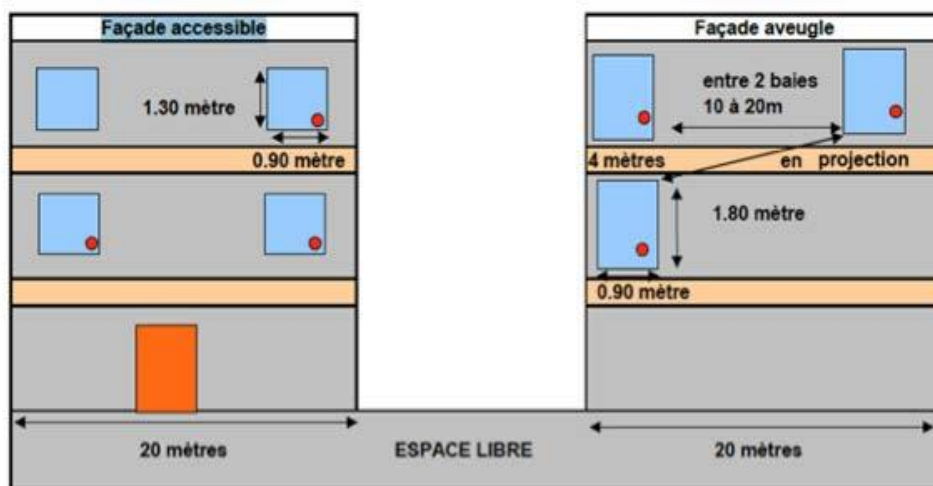 Façade accessible
1.30 mètre
0.90 mètre
20 mètres
ESPACE LIBRE
Façade aveugle
entre 2 baies
10 à 20m
4 mètres en projection
1.80 mètre
0.90 mètre
20 mètres